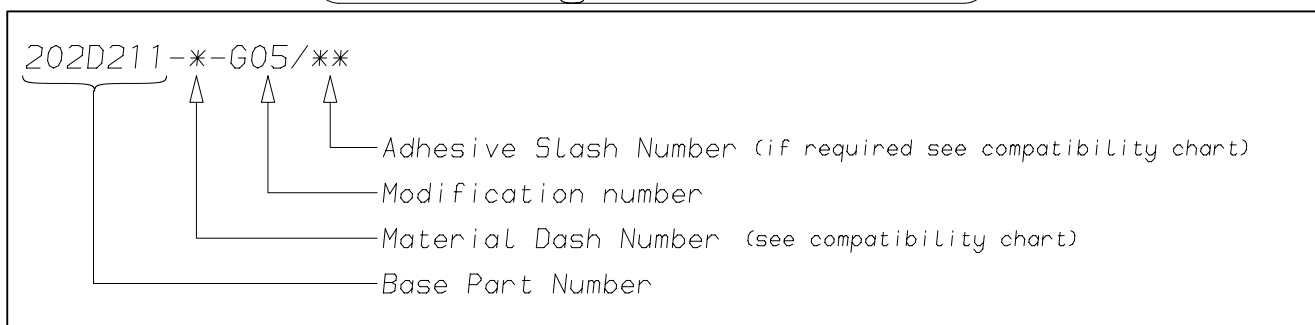 202D211-*-G05/**
Adhesive Slash Number (if required see compatibility chart)
Modification number
Material Dash Number (see compatibility chart)
Base Part Number